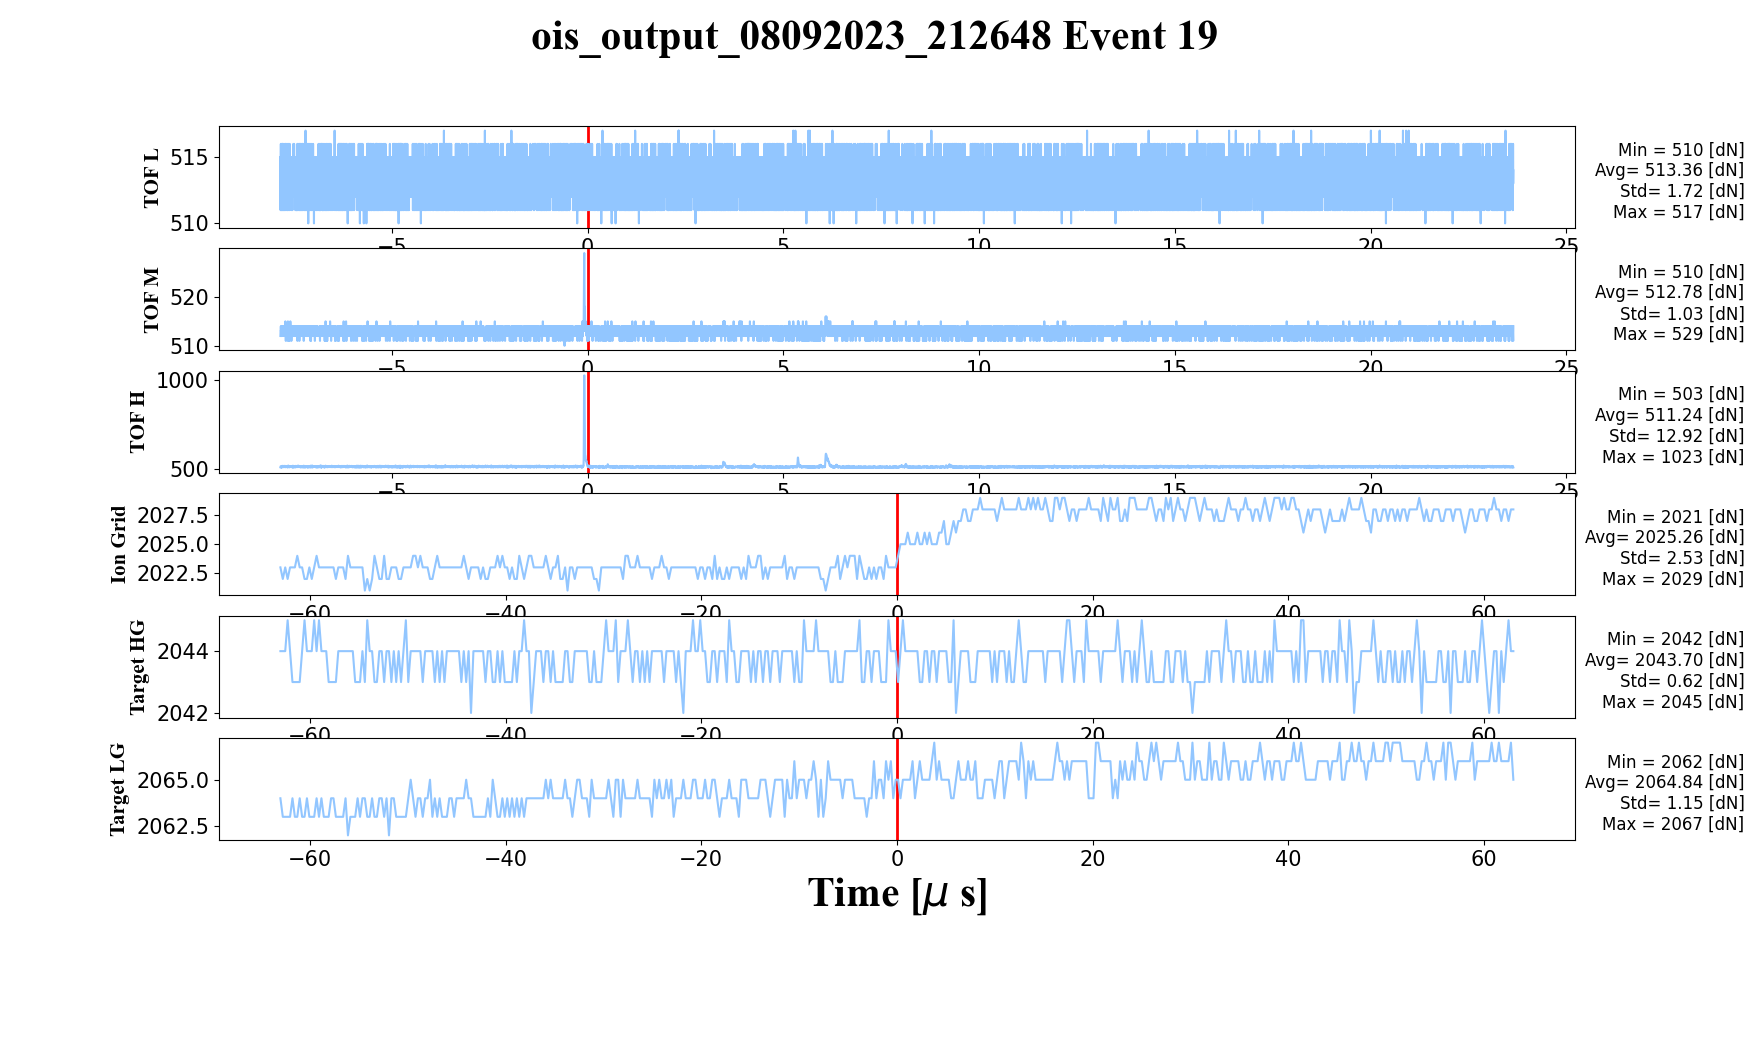 ois_output_08092023_212648 Event 19
TOF L
515
510
−5 0 5 10 15 20 25
Min = 510 [dN]
Avg= 513.36 [dN]
Std= 1.72 [dN]
Max = 517 [dN]
TOF M
520
510
−5 0 5 10 15 20 25
Min = 510 [dN]
Avg= 512.78 [dN]
Std= 1.03 [dN]
Max = 529 [dN]
TOF H
1000
500
−5 0 5 10 15 20 25
Min = 503 [dN]
Avg= 511.24 [dN]
Std= 12.92 [dN]
Max = 1023 [dN]
Ion Grid
2027.5
2025.0
2022.5
−60 −40 −20 0 20 40 60
Min = 2021 [dN]
Avg= 2025.26 [dN]
Std= 2.53 [dN]
Max = 2029 [dN]
Target HG
2044
2042
−60 −40 −20 0 20 40 60
Min = 2042 [dN]
Avg= 2043.70 [dN]
Std= 0.62 [dN]
Max = 2045 [dN]
Target LG
2065.0
2062.5
−60 −40 −20 0 20 40 60
Min = 2062 [dN]
Avg= 2064.84 [dN]
Std= 1.15 [dN]
Max = 2067 [dN]
Time [μ s]